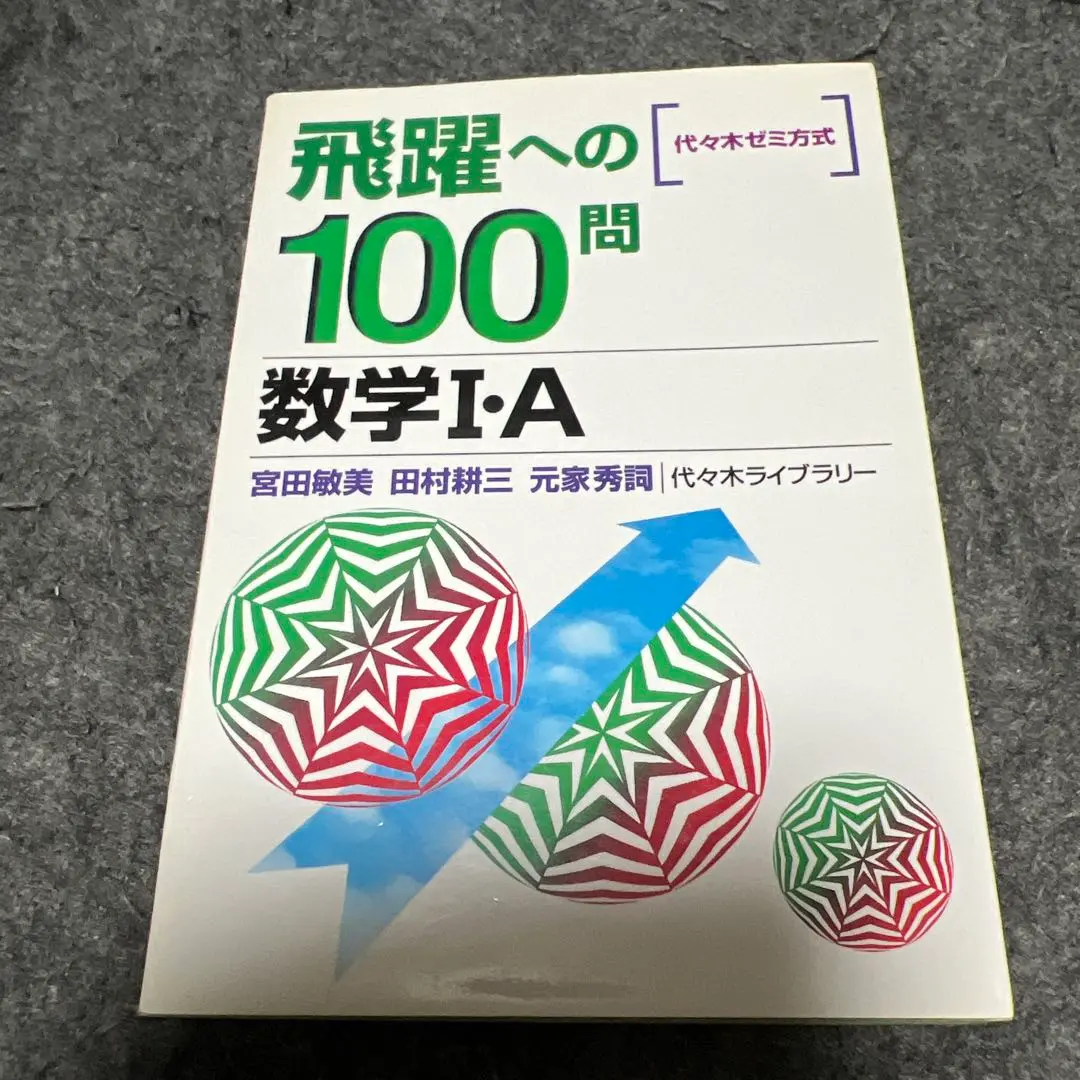 飛躍への
100問
[代々木ゼミ方式]
数学I・A
宮田敏美 田村耕三 元家秀詞|代々木ライブラリー